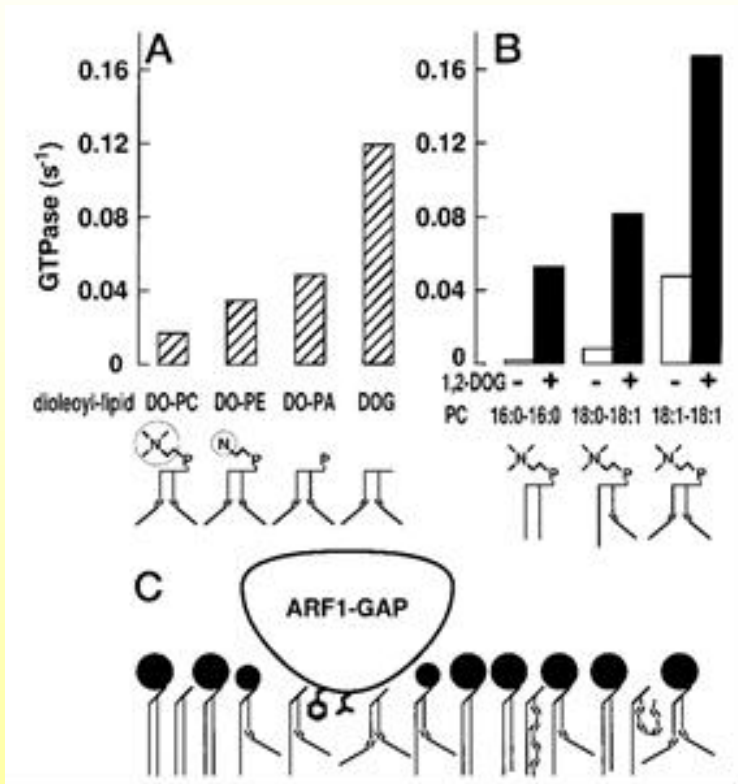 A
B
0.16
0.12
0.08
0.04
0
GTPase (s-1)
0.16
0.12
0.08
0.04
0
1,2-DOG - + - + - +
dioleoyl-lipid DO-PC DO-PE DO-PA DOG
PC 16:0-16:0 18:0-18:1 18:1-18:1
N P
N P
P
N P
N P
N P
C
ARF1-GAP